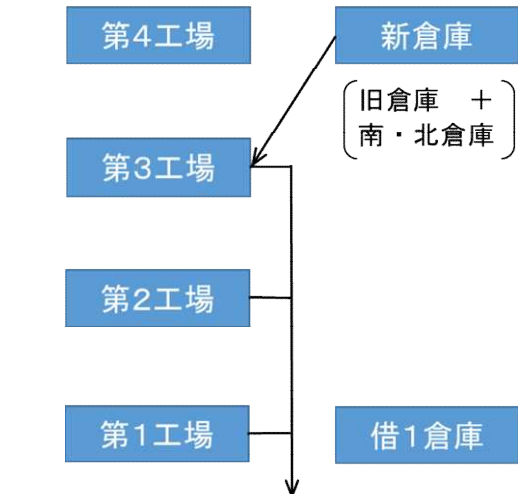 第4工場
新倉庫
旧倉庫 +
南・北倉庫
第3工場
第2工場
第1工場
借1倉庫